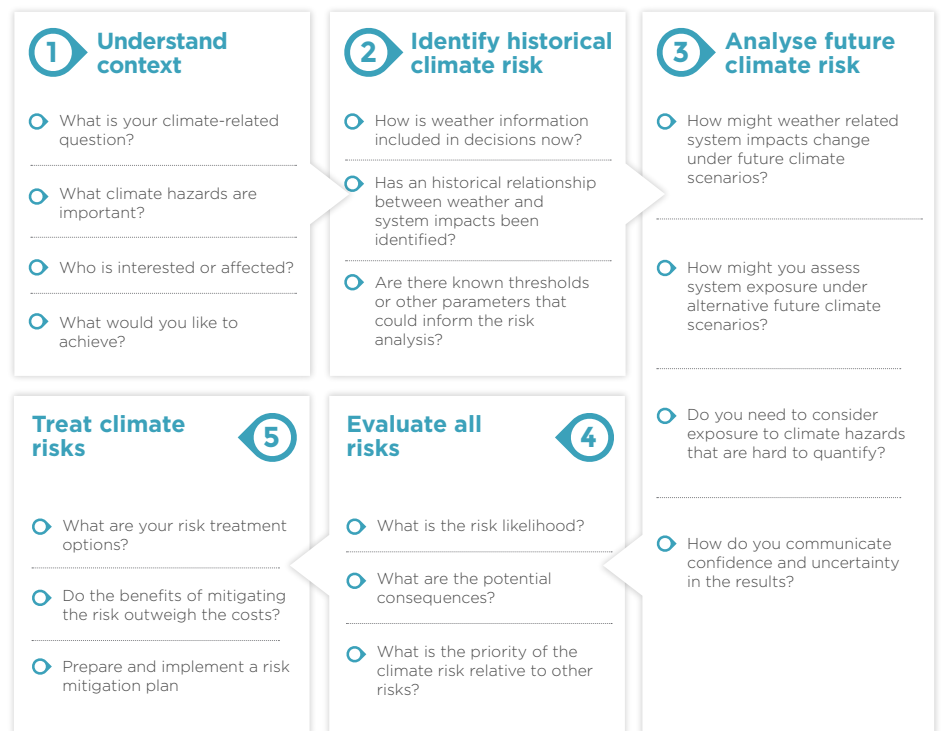 1
Understand
context
What is your climate-related
question?
What climate hazards are
important?
Who is interested or affected?
What would you like to
achieve?
2
Identify historical
climate risk
How is weather information
included in decisions now?
Has an historical relationship
between weather and
system impacts been
identified?
Are there known thresholds
or other parameters that
could inform the risk
analysis?
3
Analyse future
climate risk
How might weather related
system impacts change
under future climate
scenarios?
How might you assess
system exposure under
alternative future climate
scenarios?
Do you need to consider
exposure to climate hazards
that are hard to quantify?
How do you communicate
confidence and uncertainty
in the results?
Evaluate all
risks
4
What is the risk likelihood?
What are the potential
consequences?
What is the priority of the
climate risk relative to other
risks?
Treat climate
risks
5
What are your risk treatment
options?
Do the benefits of mitigating
the risk outweigh the costs?
Prepare and implement a risk
mitigation plan